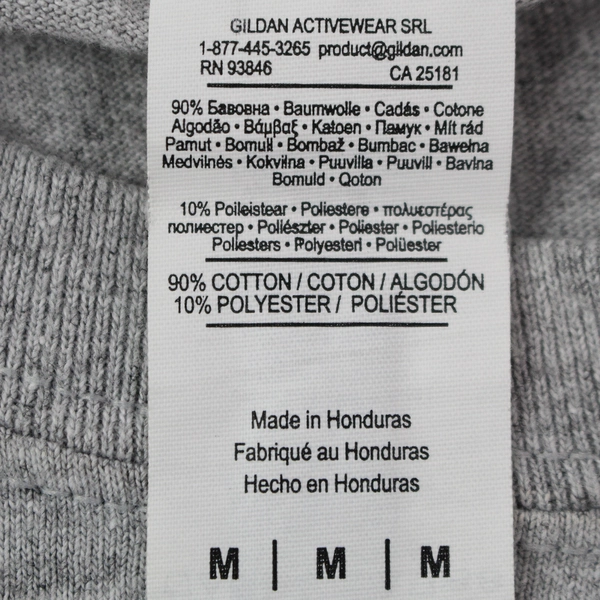 GILDAN ACTIVEWEAR SRL
1-877-445-3265 product@gildan.com
RN 93846 CA 25181
90% Бавовна • Baumwolle • Cadás • Cotone
Algodão • Βάμβαξ • Katoen • Памук • Mít rád
Pamut • Bomull • Bombaž • Bumbac • Bawełna
Medvilnės • Kokvilna • Puuvilla • Puuvill • Bavlna
Bomuld • Qoton
10% Poileistear • Poliestere • πολυεστέρας
полиестер • Poliészter • Poliester • Poliesterio
Poliesters • Polyesteri • Polüester
90% COTTON / COTON / ALGODÓN
10% POLYESTER / POLIÉSTER
Made in Honduras
Fabriqué au Honduras
Hecho en Honduras
M | M | M